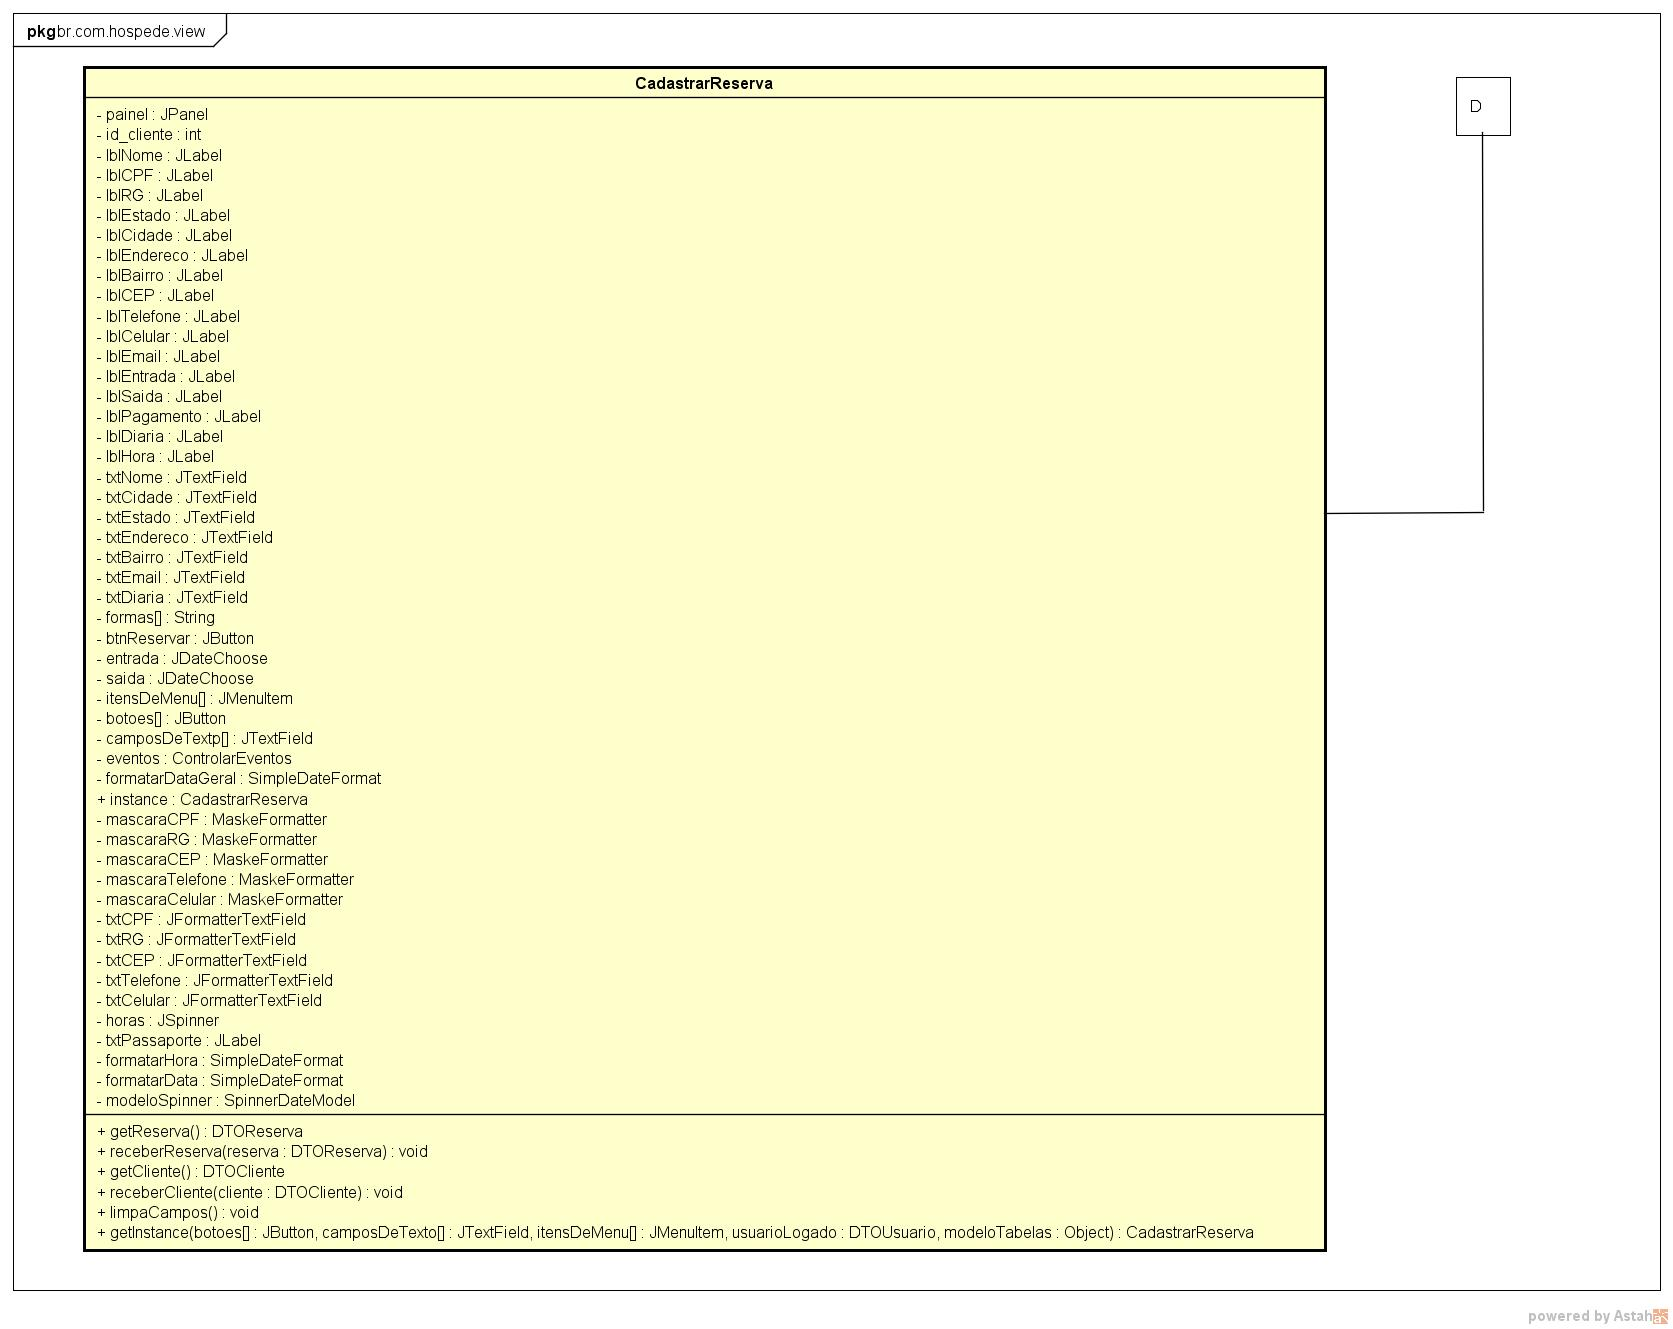 pkg br.com.hospede.view
CadastrarReserva
D
- painel : JPanel
- id_cliente : int
- lblNome : JLabel
- lblCPF : JLabel
- lblRG : JLabel
- lblEstado : JLabel
- lblCidade : JLabel
- lblEndereco : JLabel
- lblBairro : JLabel
- lblCEP : JLabel
- lblTelefone : JLabel
- lblCelular : JLabel
- lblEmail : JLabel
- lblEntrada : JLabel
- lblSaida : JLabel
- lblPagamento : JLabel
- lblDiaria : JLabel
- lblHora : JLabel
- txtNome : JTextField
- txtCidade : JTextField
- txtEstado : JTextField
- txtEndereco : JTextField
- txtBairro : JTextField
- txtEmail : JTextField
- txtDiaria : JTextField
- formas[] : String
- btnReservar : JButton
- entrada : JDateChoose
- saida : JDateChoose
- itensDeMenu[] : JMenuItem
- botoes[] : JButton
- camposDeTextp[] : JTextField
- eventos : ControlarEventos
- formatarDataGeral : SimpleDateFormat
+ instance : CadastrarReserva
- mascaraCPF : MaskeFormatter
- mascaraRG : MaskeFormatter
- mascaraCEP : MaskeFormatter
- mascaraTelefone : MaskeFormatter
- mascaraCelular : MaskeFormatter
- txtCPF : JFormatterTextField
- txtRG : JFormatterTextField
- txtCEP : JFormatterTextField
- txtTelefone : JFormatterTextField
- txtCelular : JFormatterTextField
- horas : JSpinner
- txtPassaporte : JLabel
- formatarHora : SimpleDateFormat
- formatarData : SimpleDateFormat
- modeloSpinner : SpinnerDateModel
+ getReserva() : DTOReserva
+ receberReserva(reserva : DTOReserva) : void
+ getCliente() : DTOCliente
+ receberCliente(cliente : DTOCliente) : void
+ limpaCampos() : void
+ getInstance(botoes[] : JButton, camposDeTexto[] : JTextField, itensDeMenu[] : JMenuItem, usuarioLogado : DTOUsuario, modeloTabelas : Object) : CadastrarReserva
powered by Astah